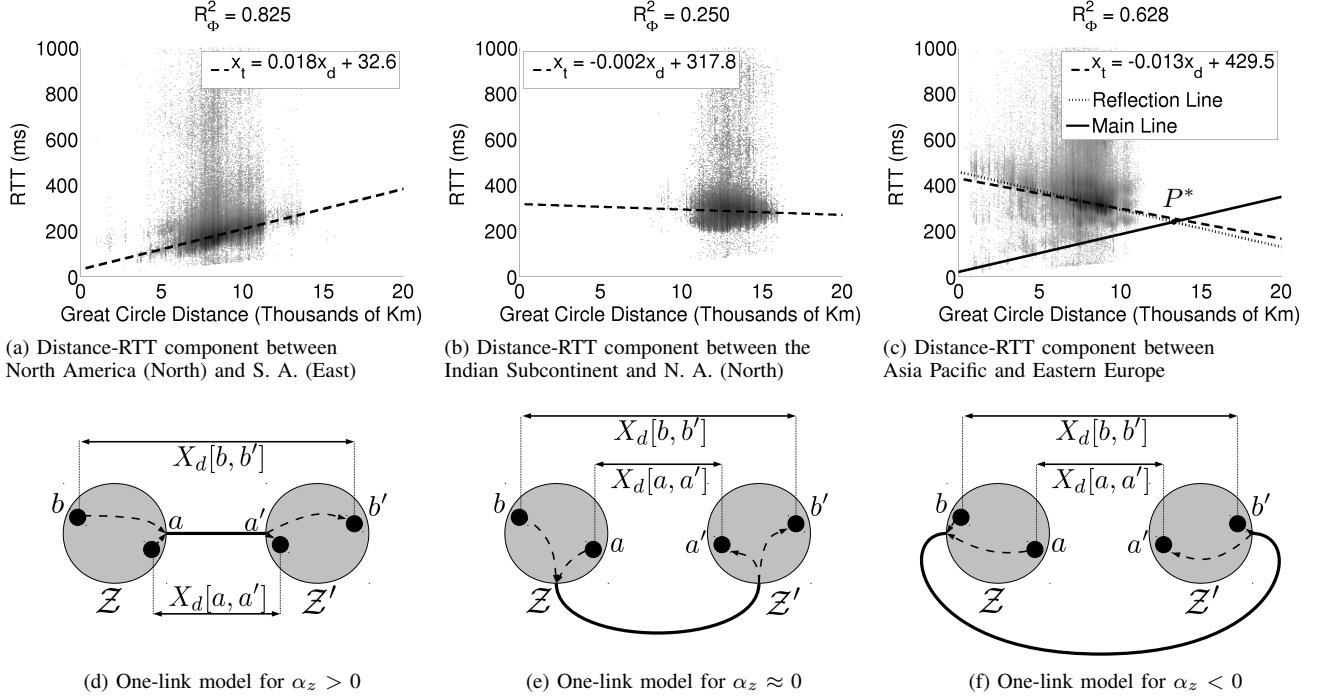 R²_Φ = 0.825
1000
800
600
400
200
0
RTT (ms)
x_t = 0.018x_d + 32.6
0 5 10 15 20
Great Circle Distance (Thousands of Km)
(a) Distance-RTT component between
North America (North) and S. A. (East)
R²_Φ = 0.250
1000
800
600
400
200
0
RTT (ms)
x_t = -0.002x_d + 317.8
0 5 10 15 20
Great Circle Distance (Thousands of Km)
(b) Distance-RTT component between the
Indian Subcontinent and N. A. (North)
R²_Φ = 0.628
1000
800
600
400
200
0
RTT (ms)
x_t = -0.013x_d + 429.5
Reflection Line
Main Line
P*
0 5 10 15 20
Great Circle Distance (Thousands of Km)
(c) Distance-RTT component between
Asia Pacific and Eastern Europe
X_d[b, b′]
b a a′ b′
X_d[a, a′]
Z Z′
(d) One-link model for α_z > 0
X_d[b, b′]
X_d[a, a′]
b a a′ b′
Z Z′
(e) One-link model for α_z ≈ 0
X_d[b, b′]
X_d[a, a′]
b a a′ b′
Z Z′
(f) One-link model for α_z < 0